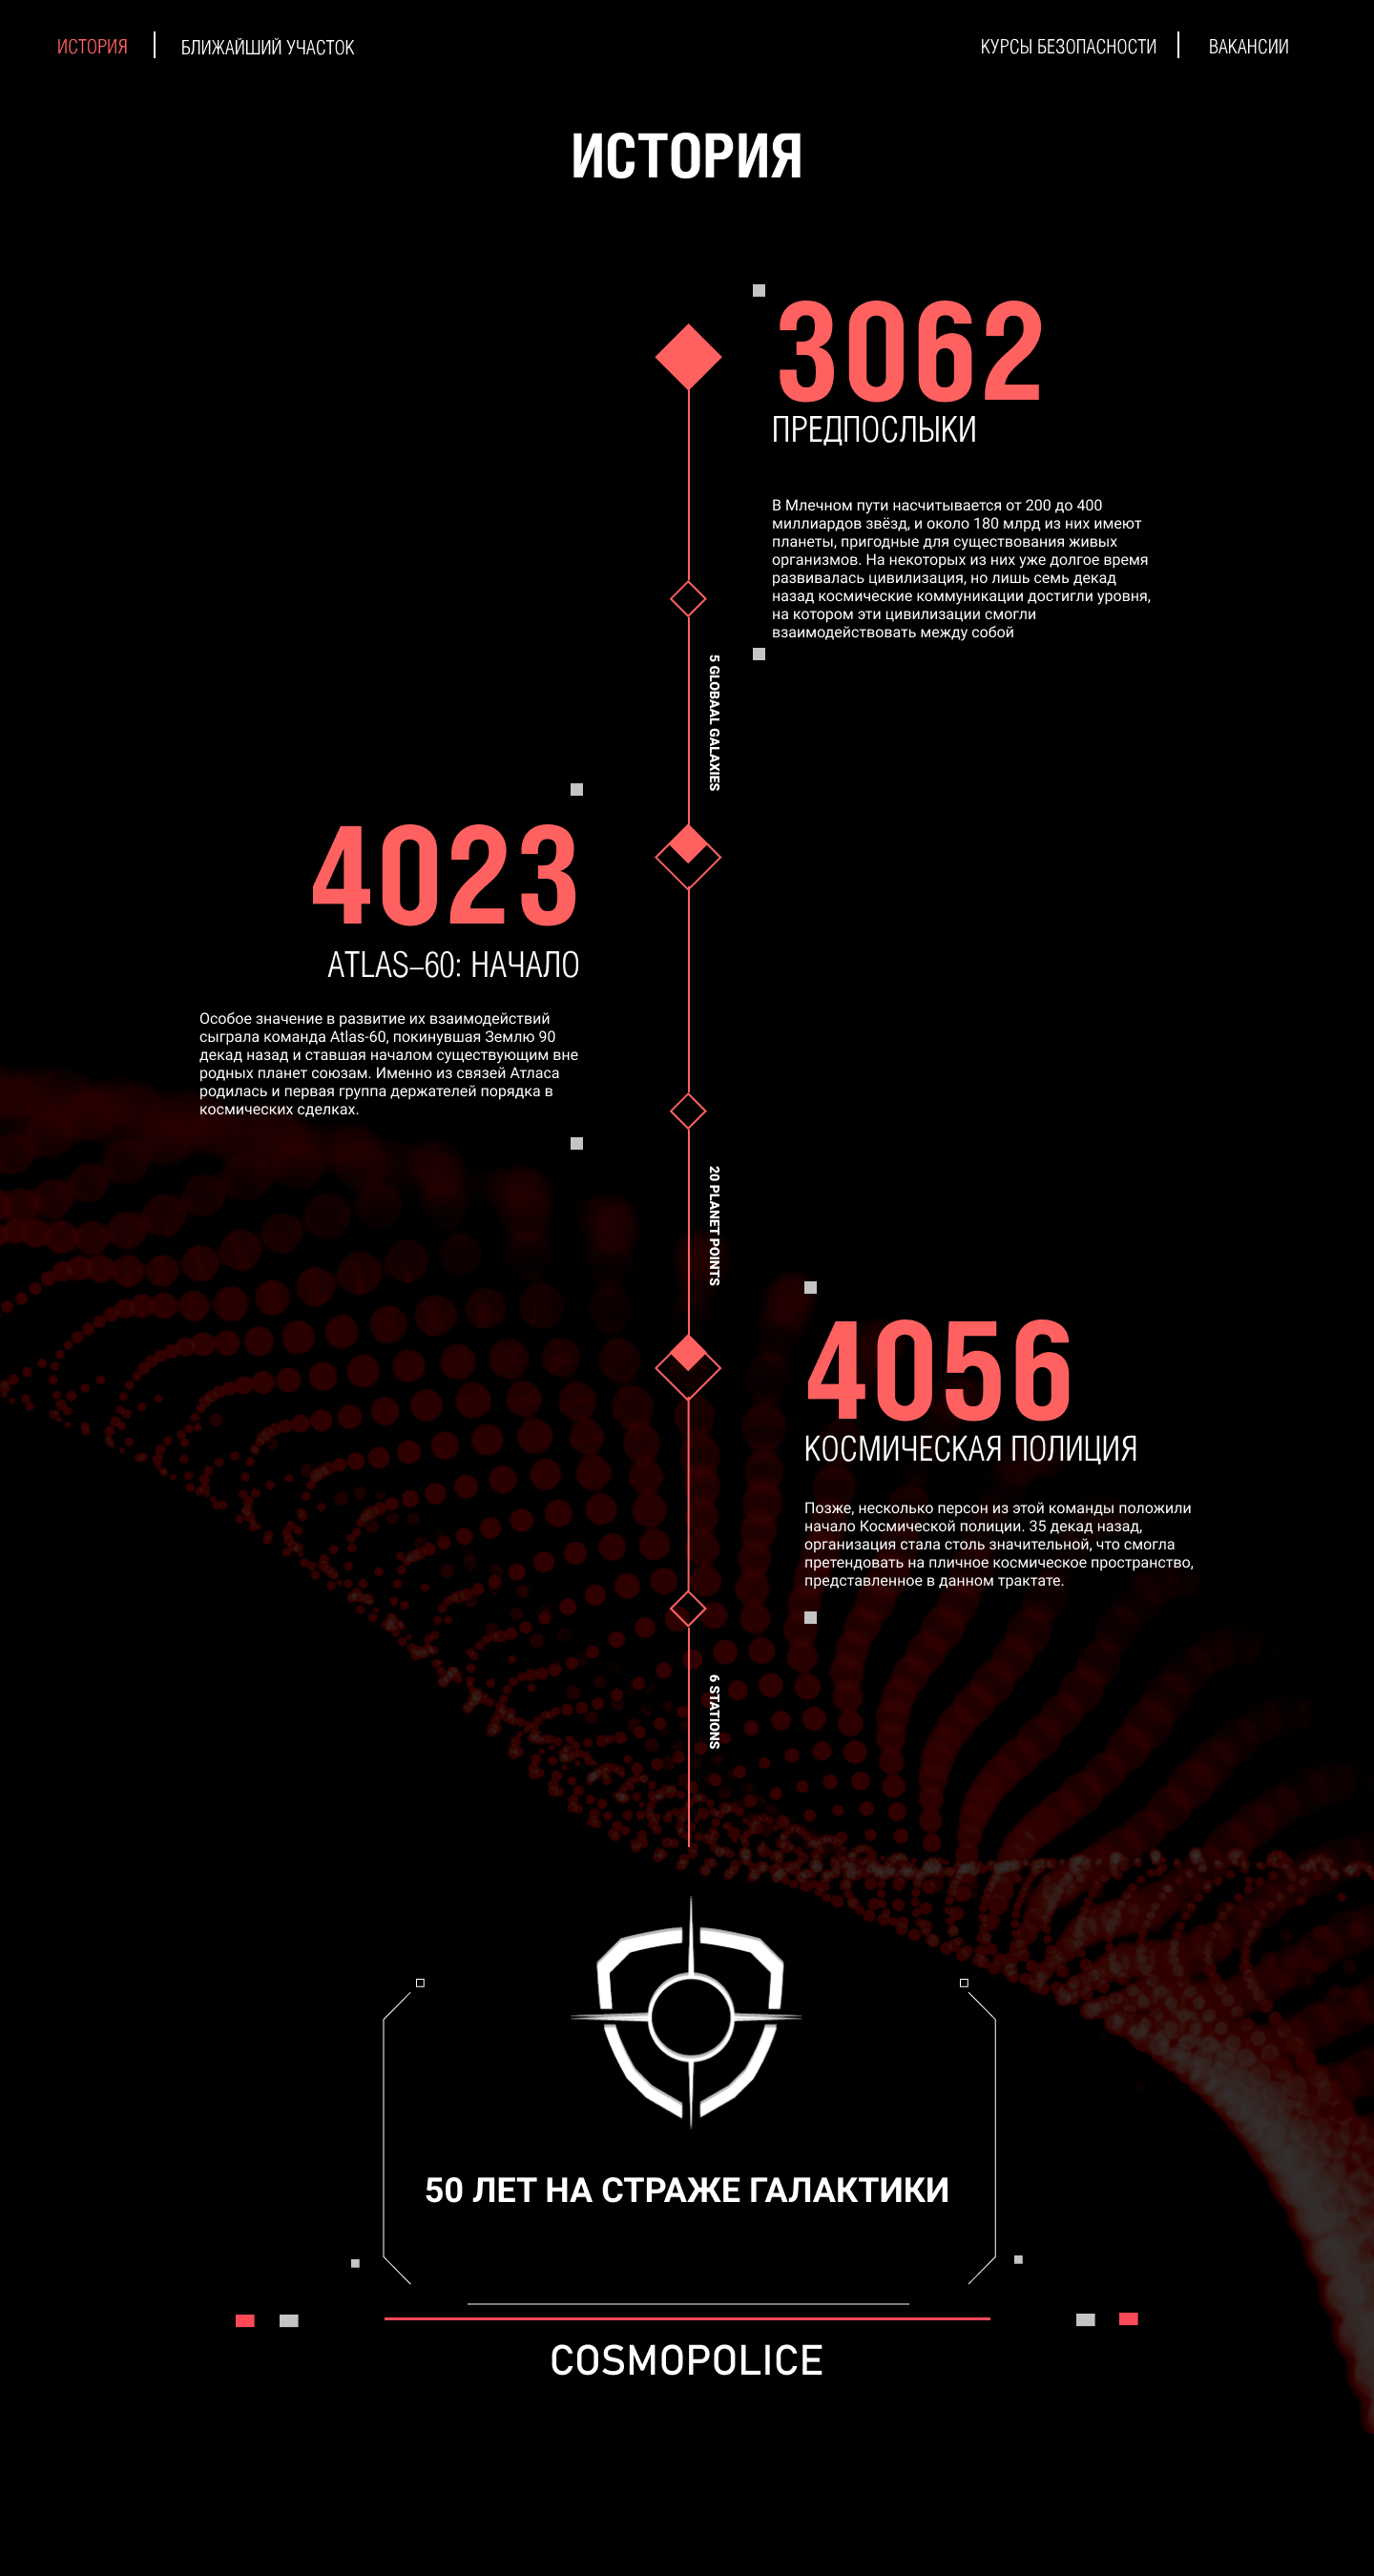 ИСТОРИЯ
БЛИЖАЙШИЙ УЧАСТОК
КУРСЫ БЕЗОПАСНОСТИ
ВАКАНСИИ
ИСТОРИЯ
3062
ПРЕДПОСЛЫКИ
В Млечном пути насчитывается от 200 до 400
миллиардов звёзд, и около 180 млрд из них имеют
планеты, пригодные для существования живых
организмов. На некоторых из них уже долгое время
развивалась цивилизация, но лишь семь декад
назад космические коммуникации достигли уровня,
на котором эти цивилизации смогли
взаимодействовать между собой
5 GLOBAAL GALAXIES
4023
ATLAS–60: НАЧАЛО
Особое значение в развитие их взаимодействий
сыграла команда Atlas-60, покинувшая Землю 90
декад назад и ставшая началом существующим вне
родных планет союзам. Именно из связей Атласа
родилась и первая группа держателей порядка в
космических сделках.
20 PLANET POINTS
4056
КОСМИЧЕСКАЯ ПОЛИЦИЯ
Позже, несколько персон из этой команды положили
начало Космической полиции. 35 декад назад,
организация стала столь значительной, что смогла
претендовать на пличное космическое пространство,
представленное в данном трактате.
6 STATIONS
50 ЛЕТ НА СТРАЖЕ ГАЛАКТИКИ
COSMOPOLICE